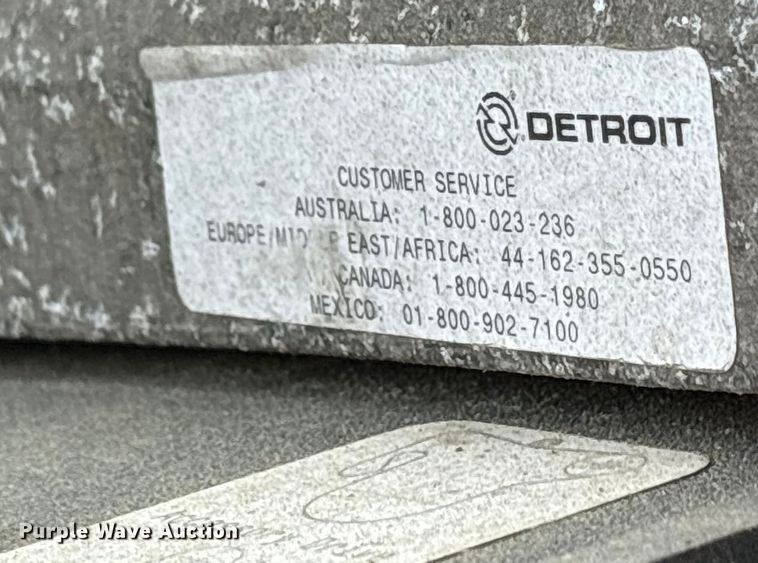 DETROIT
CUSTOMER SERVICE
AUSTRALIA: 1-800-023-236
EAST/AFRICA: 44-162-355-0550
CANADA: 1-800-445-1980
MEXICO: 01-800-902-7100
Purple Wave Auction